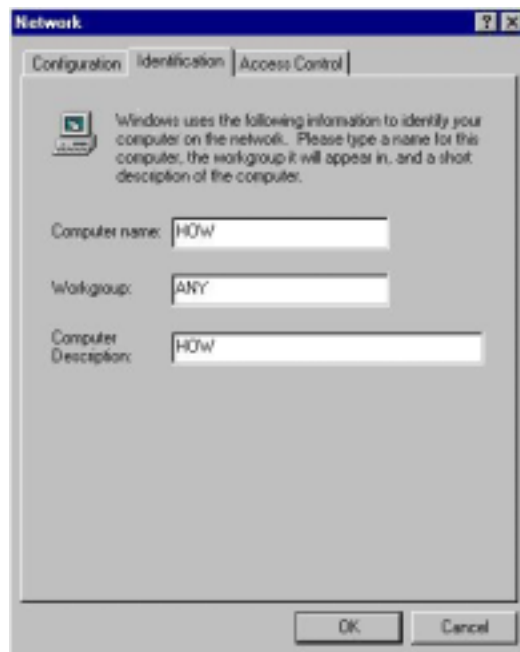 Network
Configuration Identification Access Control
Windows uses the following information to identify your
computer on the network. Please type a name for this
computer, the workgroup it will appear in, and a short
description of the computer.
Computer name: HOW
Workgroup: ANY
Computer
Description: HOW
OK Cancel